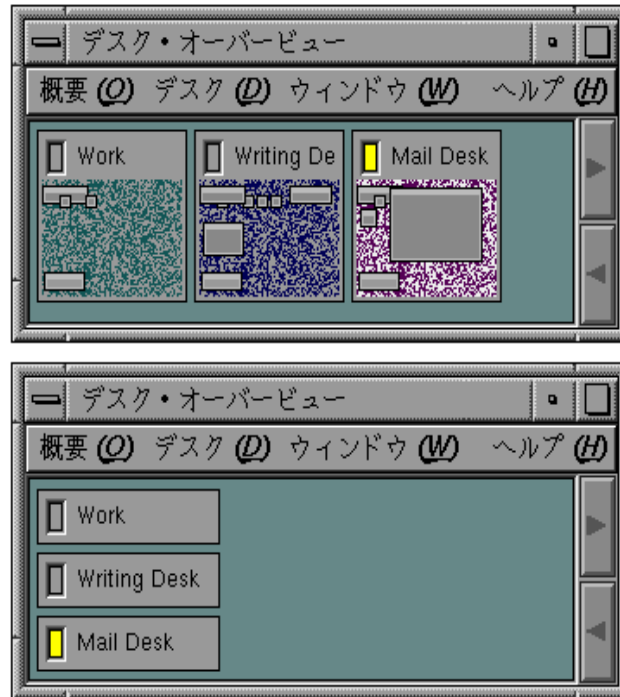 デスク・オーバービュー
概要 (O) デスク (D) ウィンドウ (W) ヘルプ (H)
Work Writing De Mail Desk
デスク・オーバービュー
概要 (O) デスク (D) ウィンドウ (W) ヘルプ (H)
Work
Writing Desk
Mail Desk